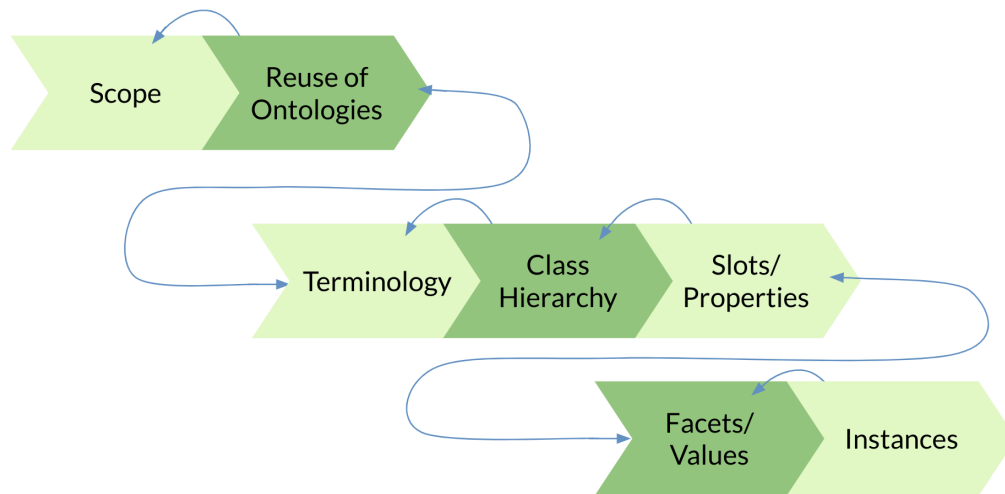 Scope
Reuse of
Ontologies
Terminology
Class
Hierarchy
Slots/
Properties
Facets/
Values
Instances